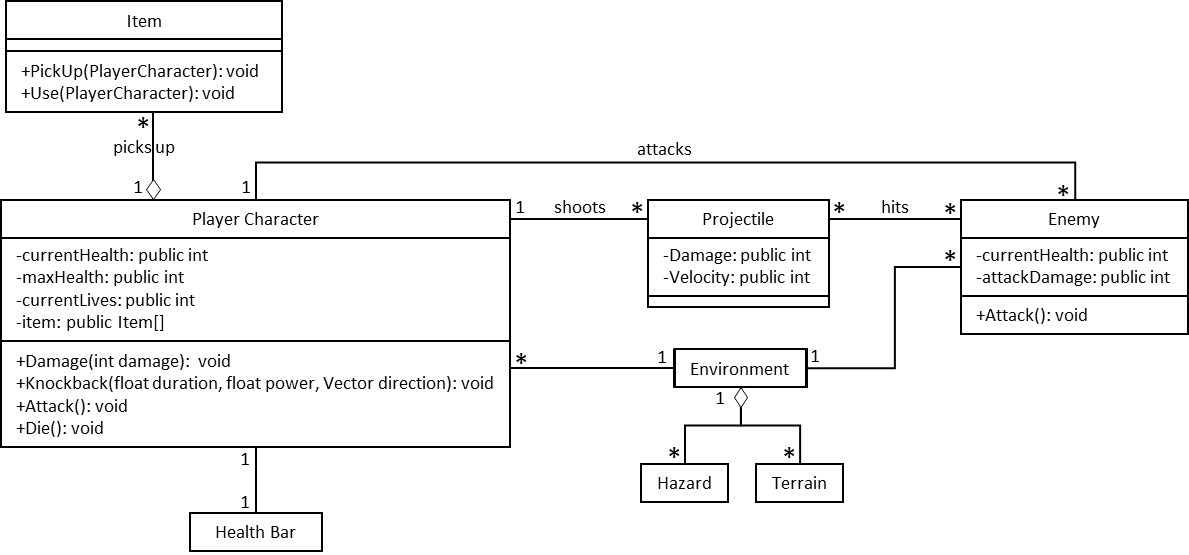 Item
+PickUp(PlayerCharacter): void
+Use(PlayerCharacter): void
*
picks up
1
attacks
1
*
Player Character
-currentHealth: public int
-maxHealth: public int
-currentLives: public int
-item: public Item[]
+Damage(int damage):  void
+Knockback(float duration, float power, Vector direction): void
+Attack(): void
+Die(): void
1 shoots *
Projectile
-Damage: public int
-Velocity: public int
* hits *
Enemy
-currentHealth: public int
-attackDamage: public int
+Attack(): void
*
* 1
Environment
1
1
* *
Hazard
Terrain
1
1
Health Bar